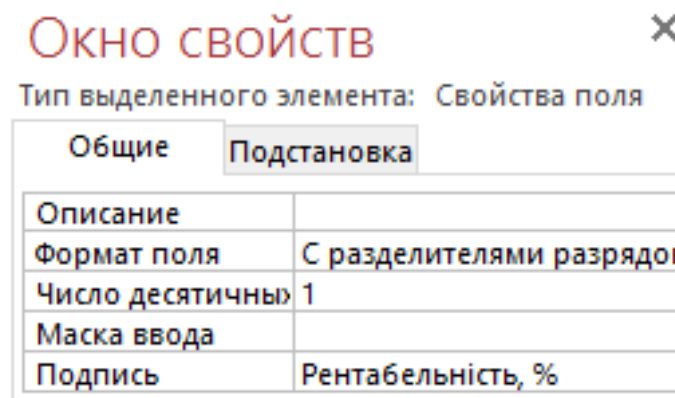 Окно свойств
Тип выделенного элемента: Свойства поля
Общие Подстановка
Описание
Формат поля С разделителями разрядо
Число десятичных 1
Маска ввода
Подпись Рентабельність, %